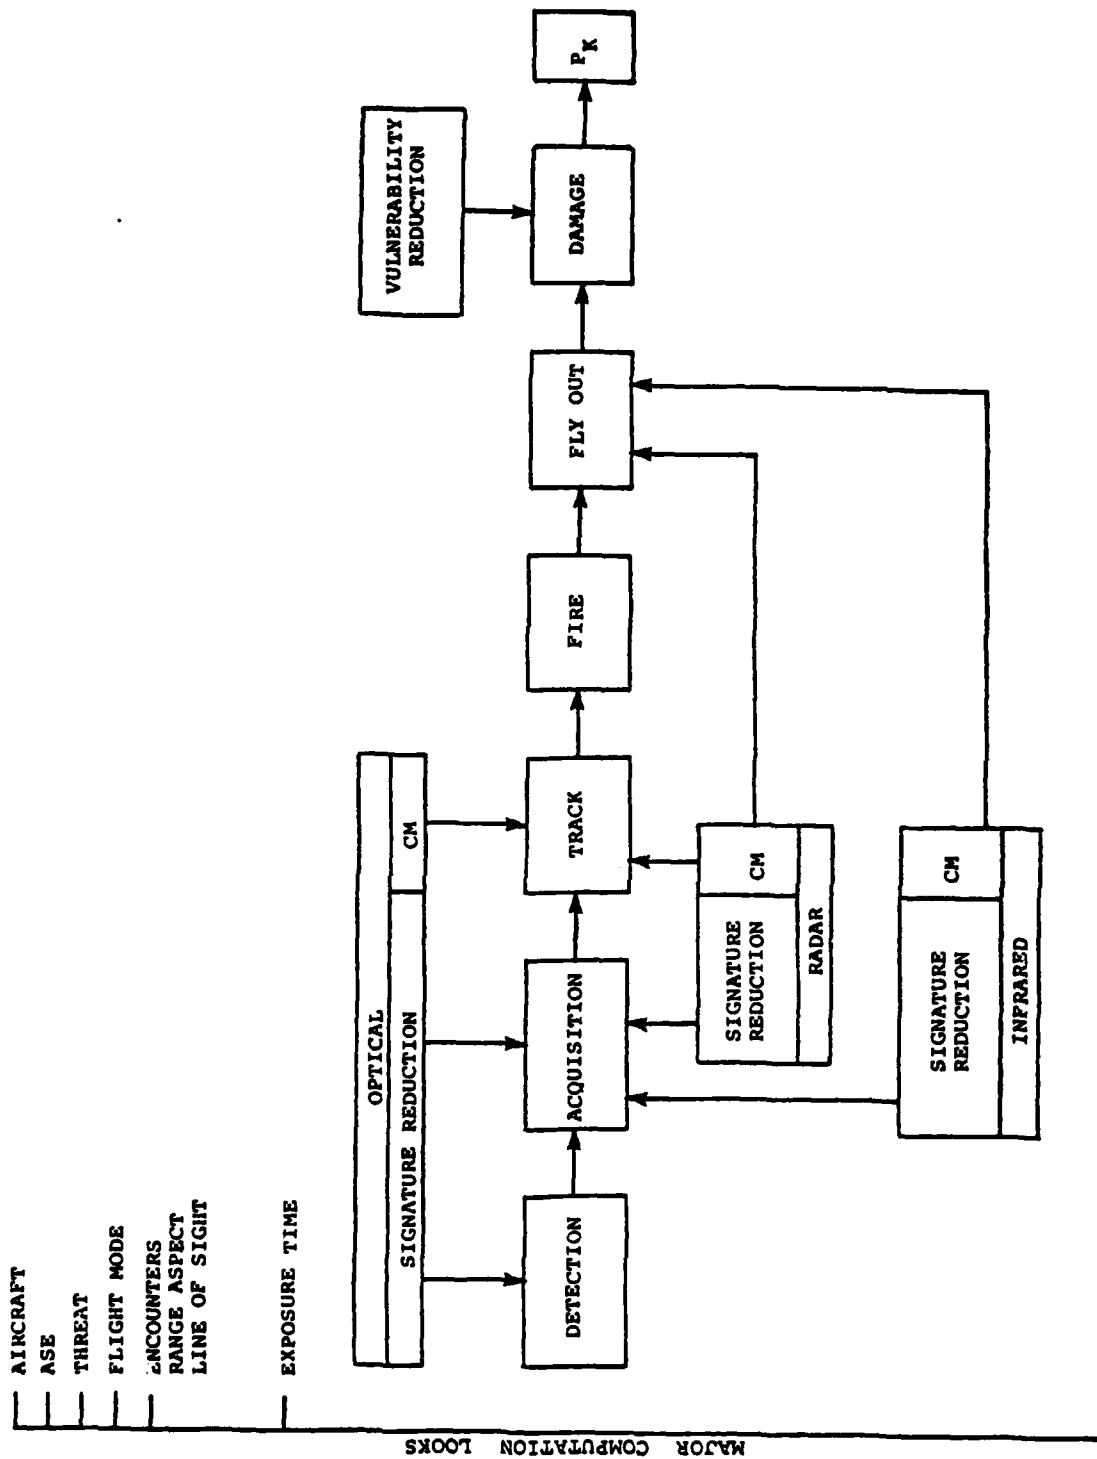 MAJOR COMPUTATION LOOKS
AIRCRAFT
ASE
THREAT
FLIGHT MODE
ENCOUNTERS
RANGE ASPECT
LINE OF SIGHT
EXPOSURE TIME
OPTICAL
SIGNATURE REDUCTION
CM
VULNERABILITY
REDUCTION
DETECTION
ACQUISITION
TRACK
FIRE
FLY OUT
DAMAGE
PK
SIGNATURE
REDUCTION
CM
RADAR
SIGNATURE
REDUCTION
CM
INFRARED